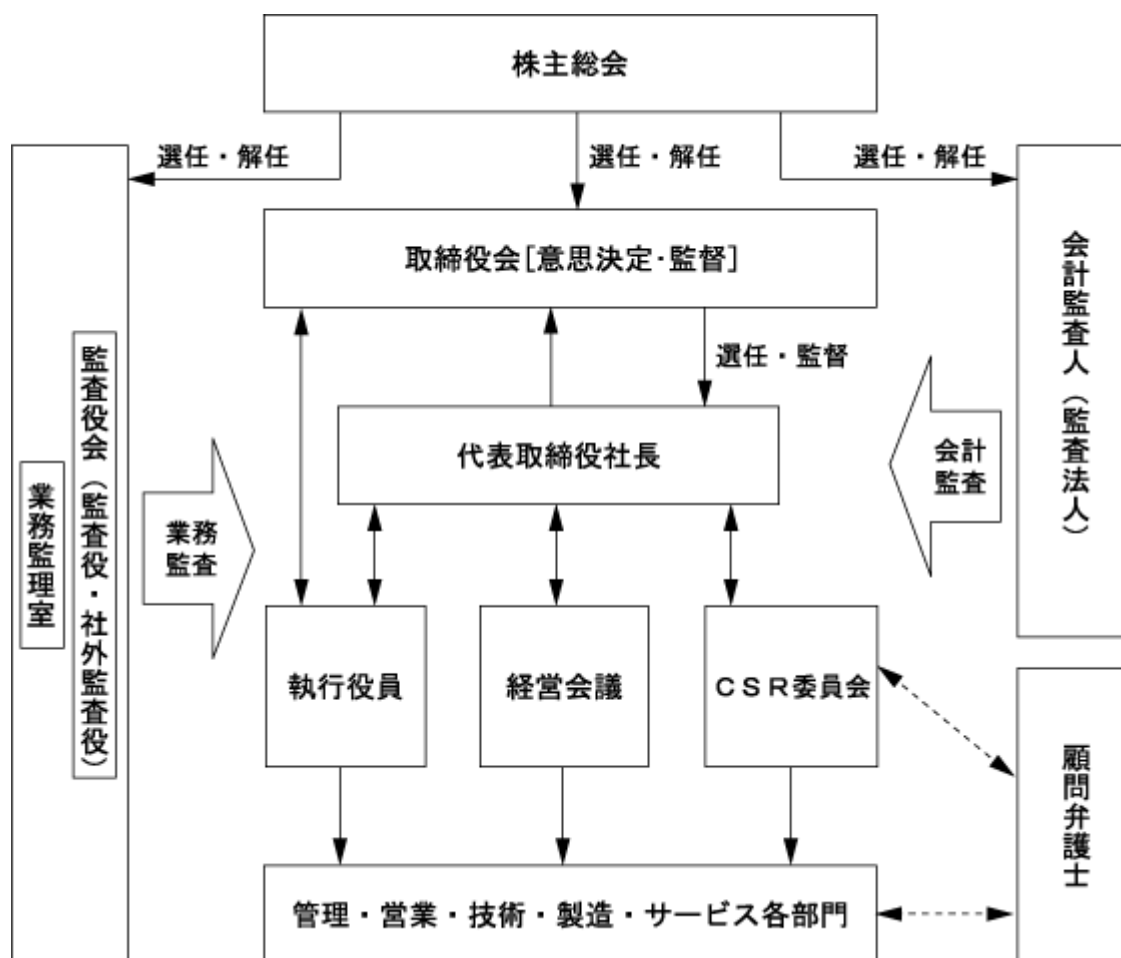 株主総会
選任・解任
選任・解任
選任・解任
取締役会[意思決定・監督]
選任・監督
代表取締役社長
監査役会（監査役・社外監査役）
業務監理室
業務
監査
会計
監査
会計監査人（監査法人）
執行役員
経営会議
ＣＳＲ委員会
顧問弁護士
管理・営業・技術・製造・サービス各部門